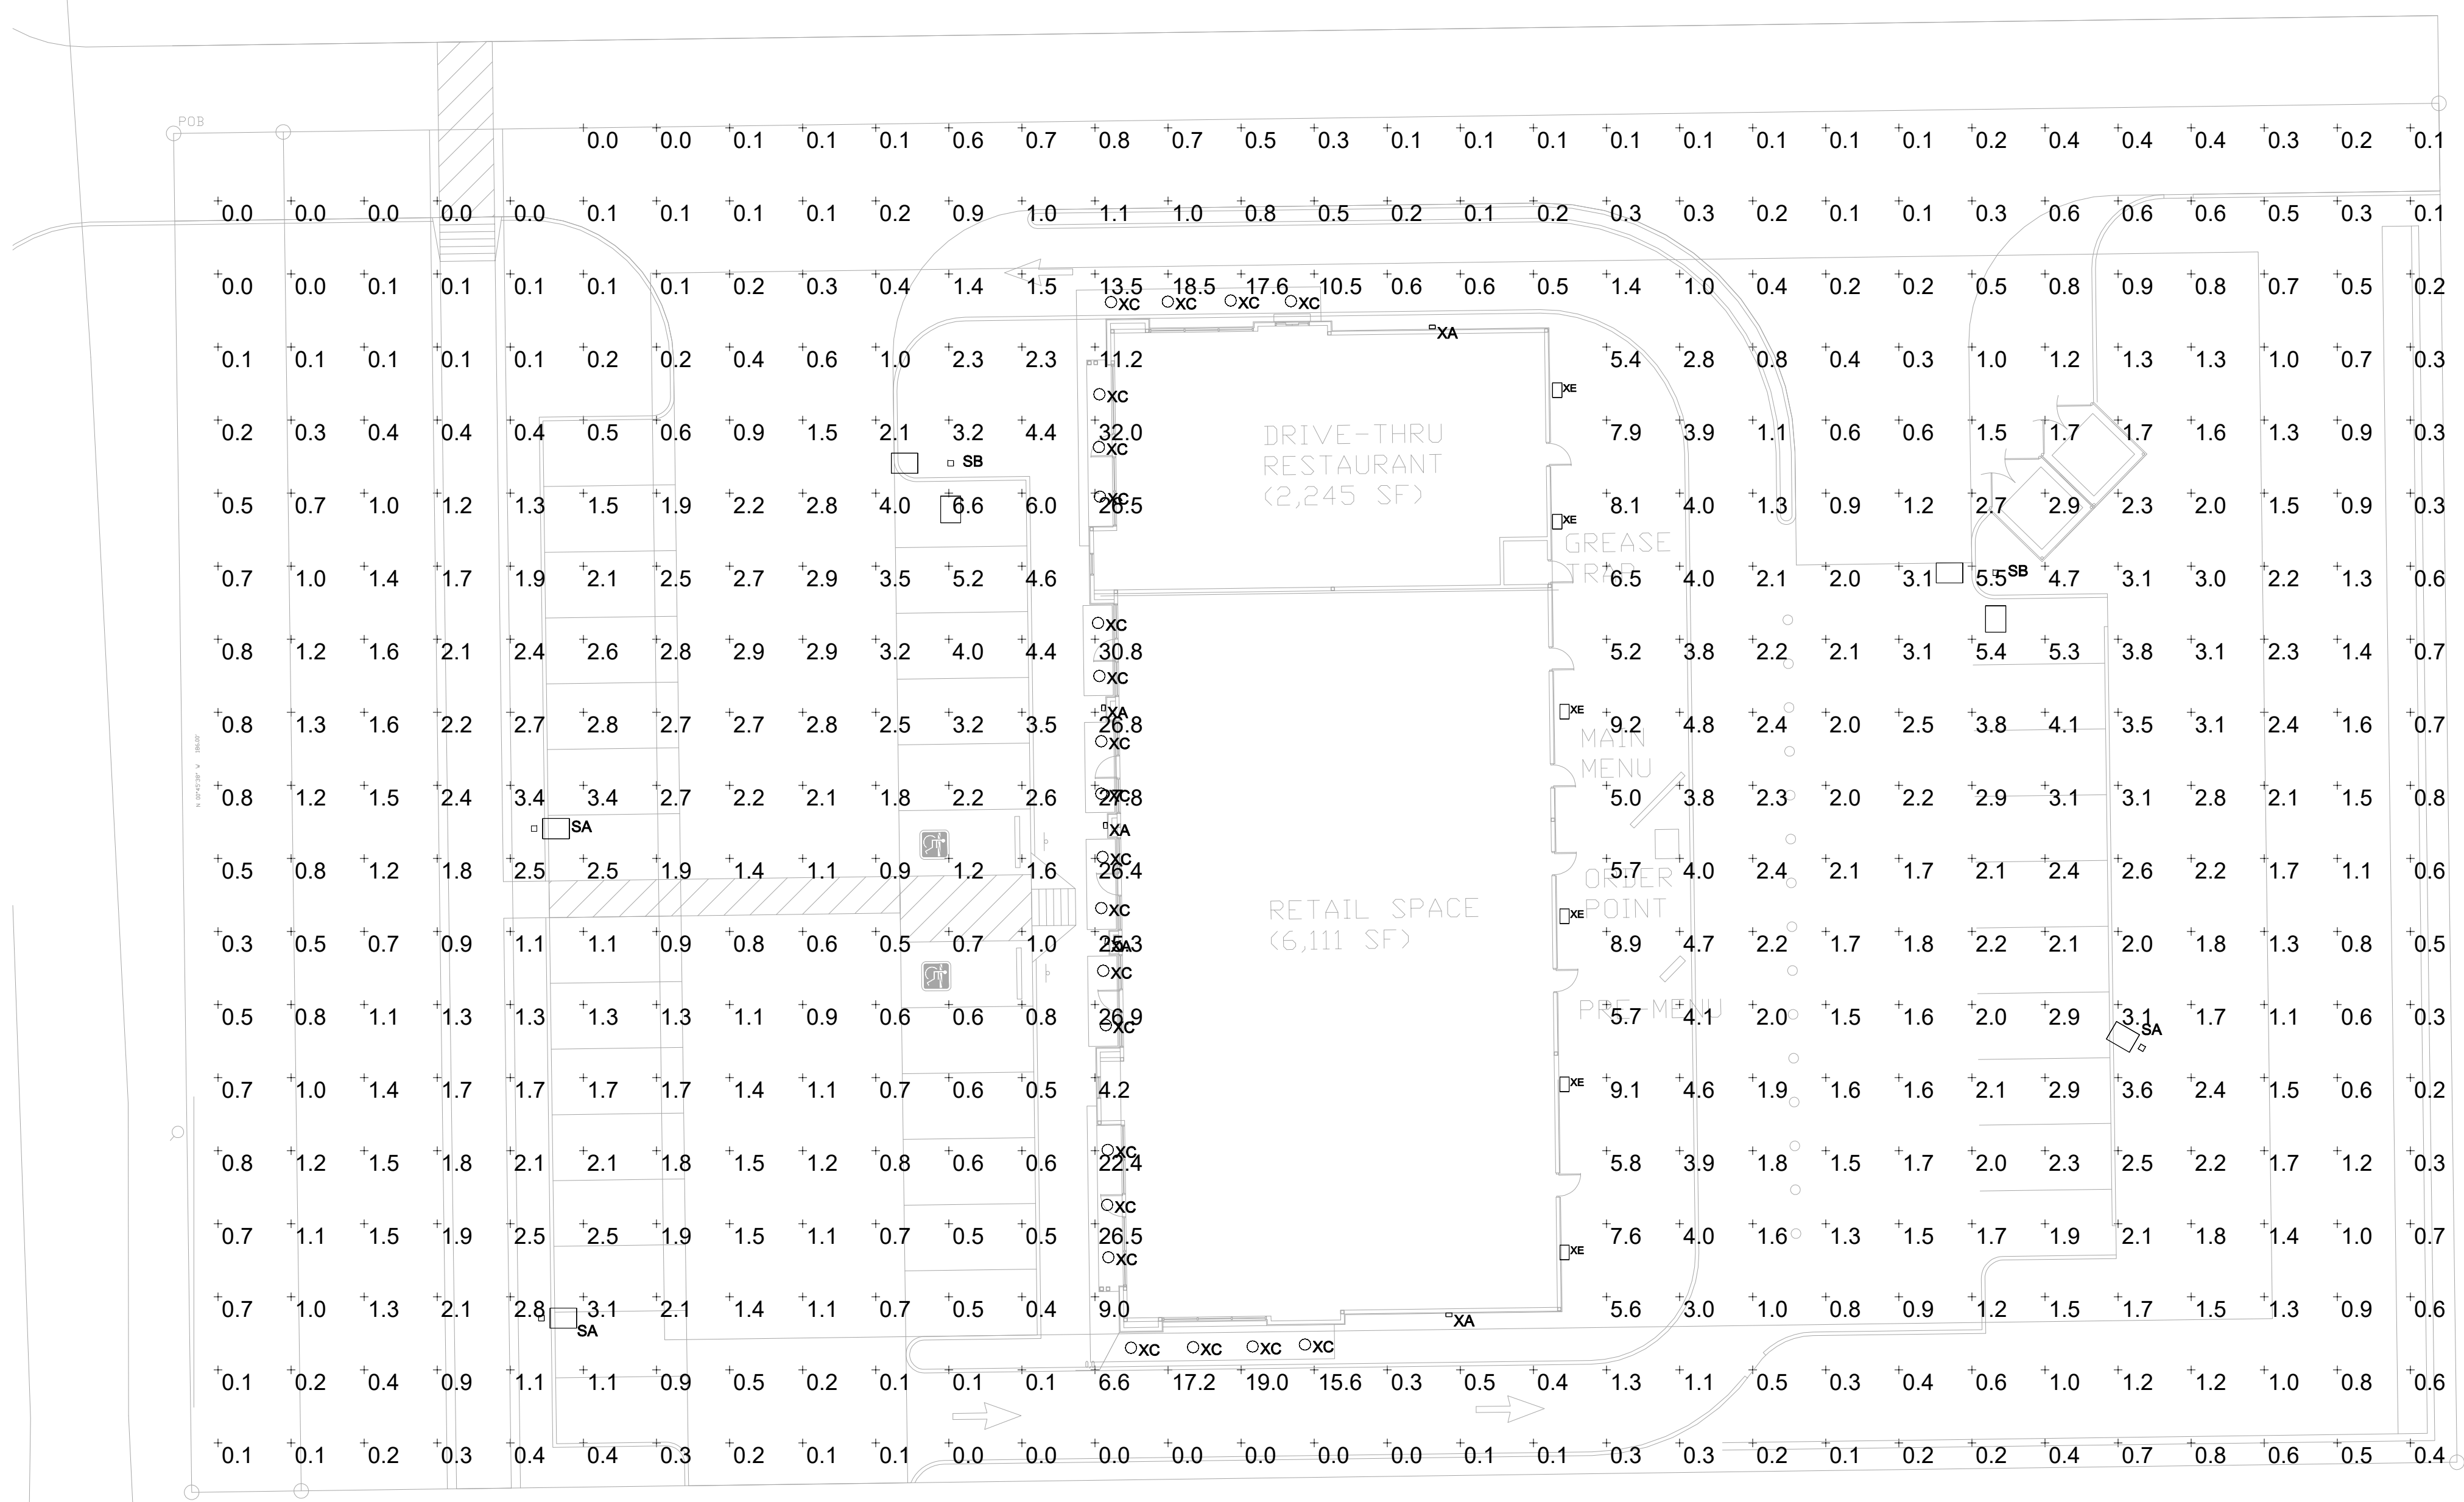 POB
0.0 0.0 0.1 0.1 0.1 0.6 0.7 0.8 0.7 0.5 0.3 0.1 0.1 0.1 0.1 0.1 0.1 0.1 0.1 0.2 0.4 0.4 0.4 0.3 0.2 0.1
0.0 0.0 0.0 0.0 0.0 0.1 0.1 0.1 0.1 0.2 0.9 1.0 1.1 1.0 0.8 0.5 0.2 0.1 0.2 0.3 0.3 0.2 0.1 0.1 0.3 0.6 0.6 0.6 0.5 0.3 0.1
0.0 0.0 0.1 0.1 0.1 0.1 0.1 0.2 0.3 0.4 1.4 1.5 13.5 18.5 17.6 10.5 0.6 0.6 0.5 1.4 1.0 0.4 0.2 0.2 0.5 0.8 0.9 0.8 0.7 0.5 0.2
XC XC XC XC
XA
0.1 0.1 0.1 0.1 0.1 0.2 0.2 0.4 0.6 1.0 2.3 2.3 11.2 5.4 2.8 0.8 0.4 0.3 1.0 1.2 1.3 1.3 1.0 0.7 0.3
XE
XC
0.2 0.3 0.4 0.4 0.4 0.5 0.6 0.9 1.5 2.1 3.2 4.4 32.0 7.9 3.9 1.1 0.6 0.6 1.5 1.7 1.7 1.6 1.3 0.9 0.3
DRIVE-THRU
RESTAURANT
(2,245 SF)
XC
SB
XC
0.5 0.7 1.0 1.2 1.3 1.5 1.9 2.2 2.8 4.0 6.6 6.0 26.5 8.1 4.0 1.3 0.9 1.2 2.7 2.9 2.3 2.0 1.5 0.9 0.3
XE
GREASE
TRAP
SB
0.7 1.0 1.4 1.7 1.9 2.1 2.5 2.7 2.9 3.5 5.2 4.6 6.5 4.0 2.1 2.0 3.1 5.5 4.7 3.1 3.0 2.2 1.3 0.6
XC
0.8 1.2 1.6 2.1 2.4 2.6 2.8 2.9 2.9 3.2 4.0 4.4 30.8 5.2 3.8 2.2 2.1 3.1 5.4 5.3 3.8 3.1 2.3 1.4 0.7
XC
XA
XE
0.8 1.3 1.6 2.2 2.7 2.8 2.7 2.7 2.8 2.5 3.2 3.5 26.8 9.2 4.8 2.4 2.0 2.5 3.8 4.1 3.5 3.1 2.4 1.6 0.7
XC
MAIN
MENU
N 00°45'38" W 186.00'
XC
0.8 1.2 1.5 2.4 3.4 3.4 2.7 2.2 2.1 1.8 2.2 2.6 27.8 5.0 3.8 2.3 2.0 2.2 2.9 3.1 3.1 2.8 2.1 1.5 0.8
SA
XA
XC
0.5 0.8 1.2 1.8 2.5 2.5 1.9 1.4 1.1 0.9 1.2 1.6 26.4 5.7 4.0 2.4 2.1 1.7 2.1 2.4 2.6 2.2 1.7 1.1 0.6
ORDER
POINT
XC
RETAIL SPACE
(6,111 SF)
XE
0.3 0.5 0.7 0.9 1.1 1.1 0.9 0.8 0.6 0.5 0.7 1.0 25.3 8.9 4.7 2.2 1.7 1.8 2.2 2.1 2.0 1.8 1.3 0.8 0.5
XA
XC
PRE-MENU
0.5 0.8 1.1 1.3 1.3 1.3 1.3 1.1 0.9 0.6 0.6 0.8 26.9 5.7 4.1 2.0 1.5 1.6 2.0 2.9 3.1 1.7 1.1 0.6 0.3
XC
SA
XE
0.7 1.0 1.4 1.7 1.7 1.7 1.7 1.4 1.1 0.7 0.6 0.5 4.2 9.1 4.6 1.9 1.6 1.6 2.1 2.9 3.6 2.4 1.5 0.6 0.2
XC
0.8 1.2 1.5 1.8 2.1 2.1 1.8 1.5 1.2 0.8 0.6 0.6 22.4 5.8 3.9 1.8 1.5 1.7 2.0 2.3 2.5 2.2 1.7 1.2 0.3
XC
0.7 1.1 1.5 1.9 2.5 2.5 1.9 1.5 1.1 0.7 0.5 0.5 26.5 7.6 4.0 1.6 1.3 1.5 1.7 1.9 2.1 1.8 1.4 1.0 0.7
XC
XE
0.7 1.0 1.3 2.1 2.8 3.1 2.1 1.4 1.1 0.7 0.5 0.4 9.0 5.6 3.0 1.0 0.8 0.9 1.2 1.5 1.7 1.5 1.3 0.9 0.6
SA
XA
XC XC XC XC
0.1 0.2 0.4 0.9 1.1 1.1 0.9 0.5 0.2 0.1 0.1 0.1 6.6 17.2 19.0 15.6 0.3 0.5 0.4 1.3 1.1 0.5 0.3 0.4 0.6 1.0 1.2 1.2 1.0 0.8 0.6
0.1 0.1 0.2 0.3 0.4 0.4 0.3 0.2 0.1 0.1 0.0 0.0 0.0 0.0 0.0 0.0 0.0 0.1 0.1 0.3 0.3 0.2 0.1 0.2 0.2 0.4 0.7 0.8 0.6 0.5 0.4